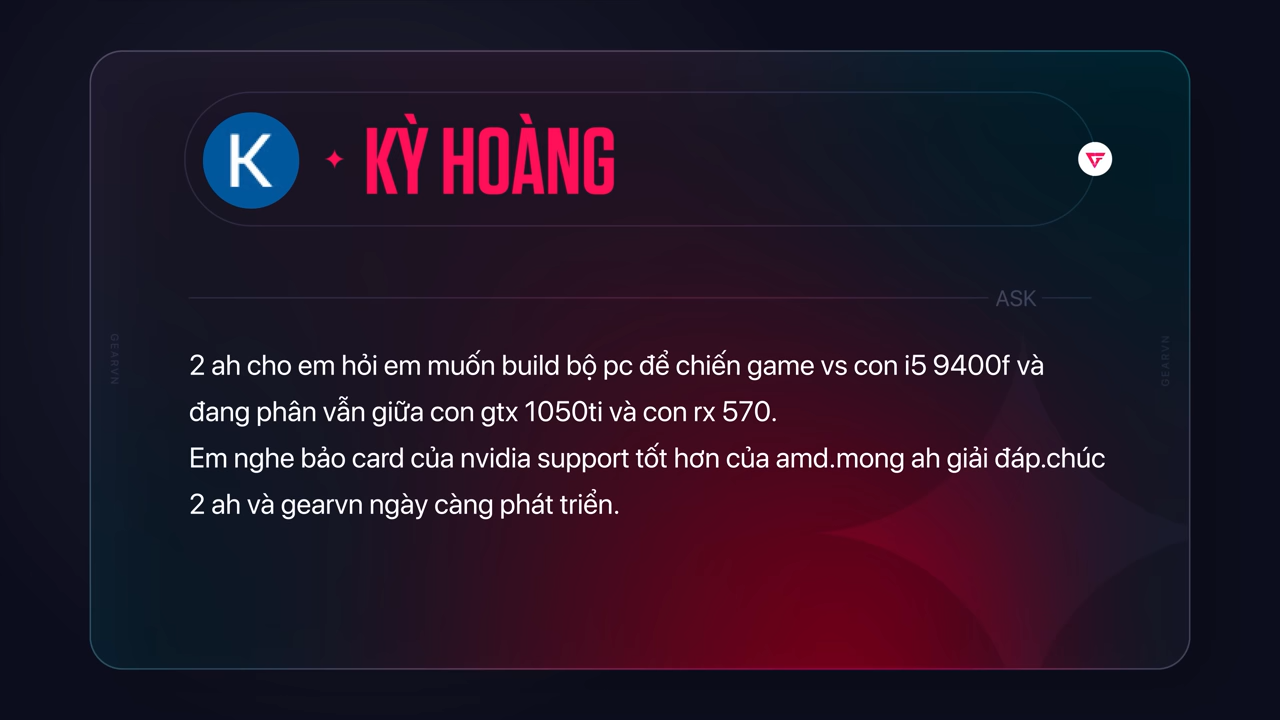 K
KỲ HOÀNG
ASK
GEARVN
GEARVN
2 ah cho em hỏi em muốn build bộ pc để chiến game vs con i5 9400f và
đang phân vẫn giữa con gtx 1050ti và con rx 570.
Em nghe bảo card của nvidia support tốt hơn của amd.mong ah giải đáp.chúc
2 ah và gearvn ngày càng phát triển.